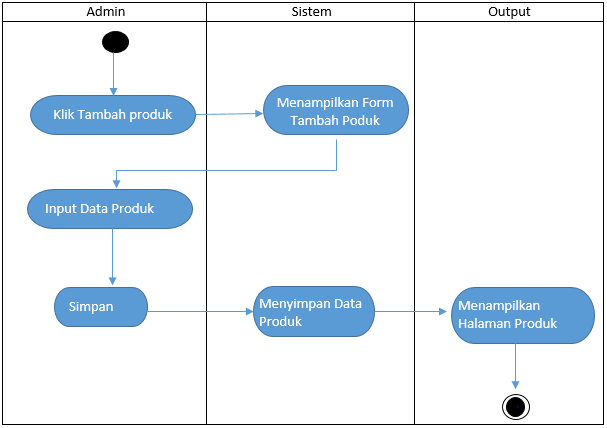 Admin
Sistem
Output
Klik Tambah produk
Menampilkan Form
Tambah Poduk
Input Data Produk
Simpan
Menyimpan Data
Produk
Menampilkan
Halaman Produk